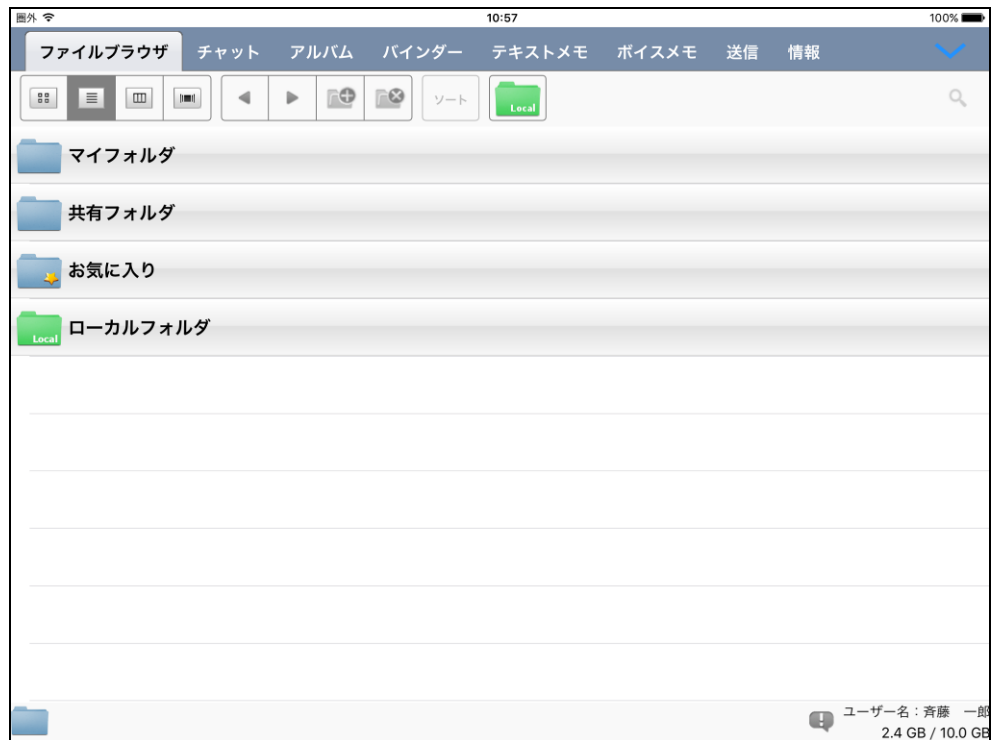 圏外 10:57 100%
ファイルブラウザ チャット アルバム バインダー テキストメモ ボイスメモ 送信 情報
ソート Local
マイフォルダ
共有フォルダ
お気に入り
Local ローカルフォルダ
ユーザー名：斉藤　一郎
2.4 GB / 10.0 GB